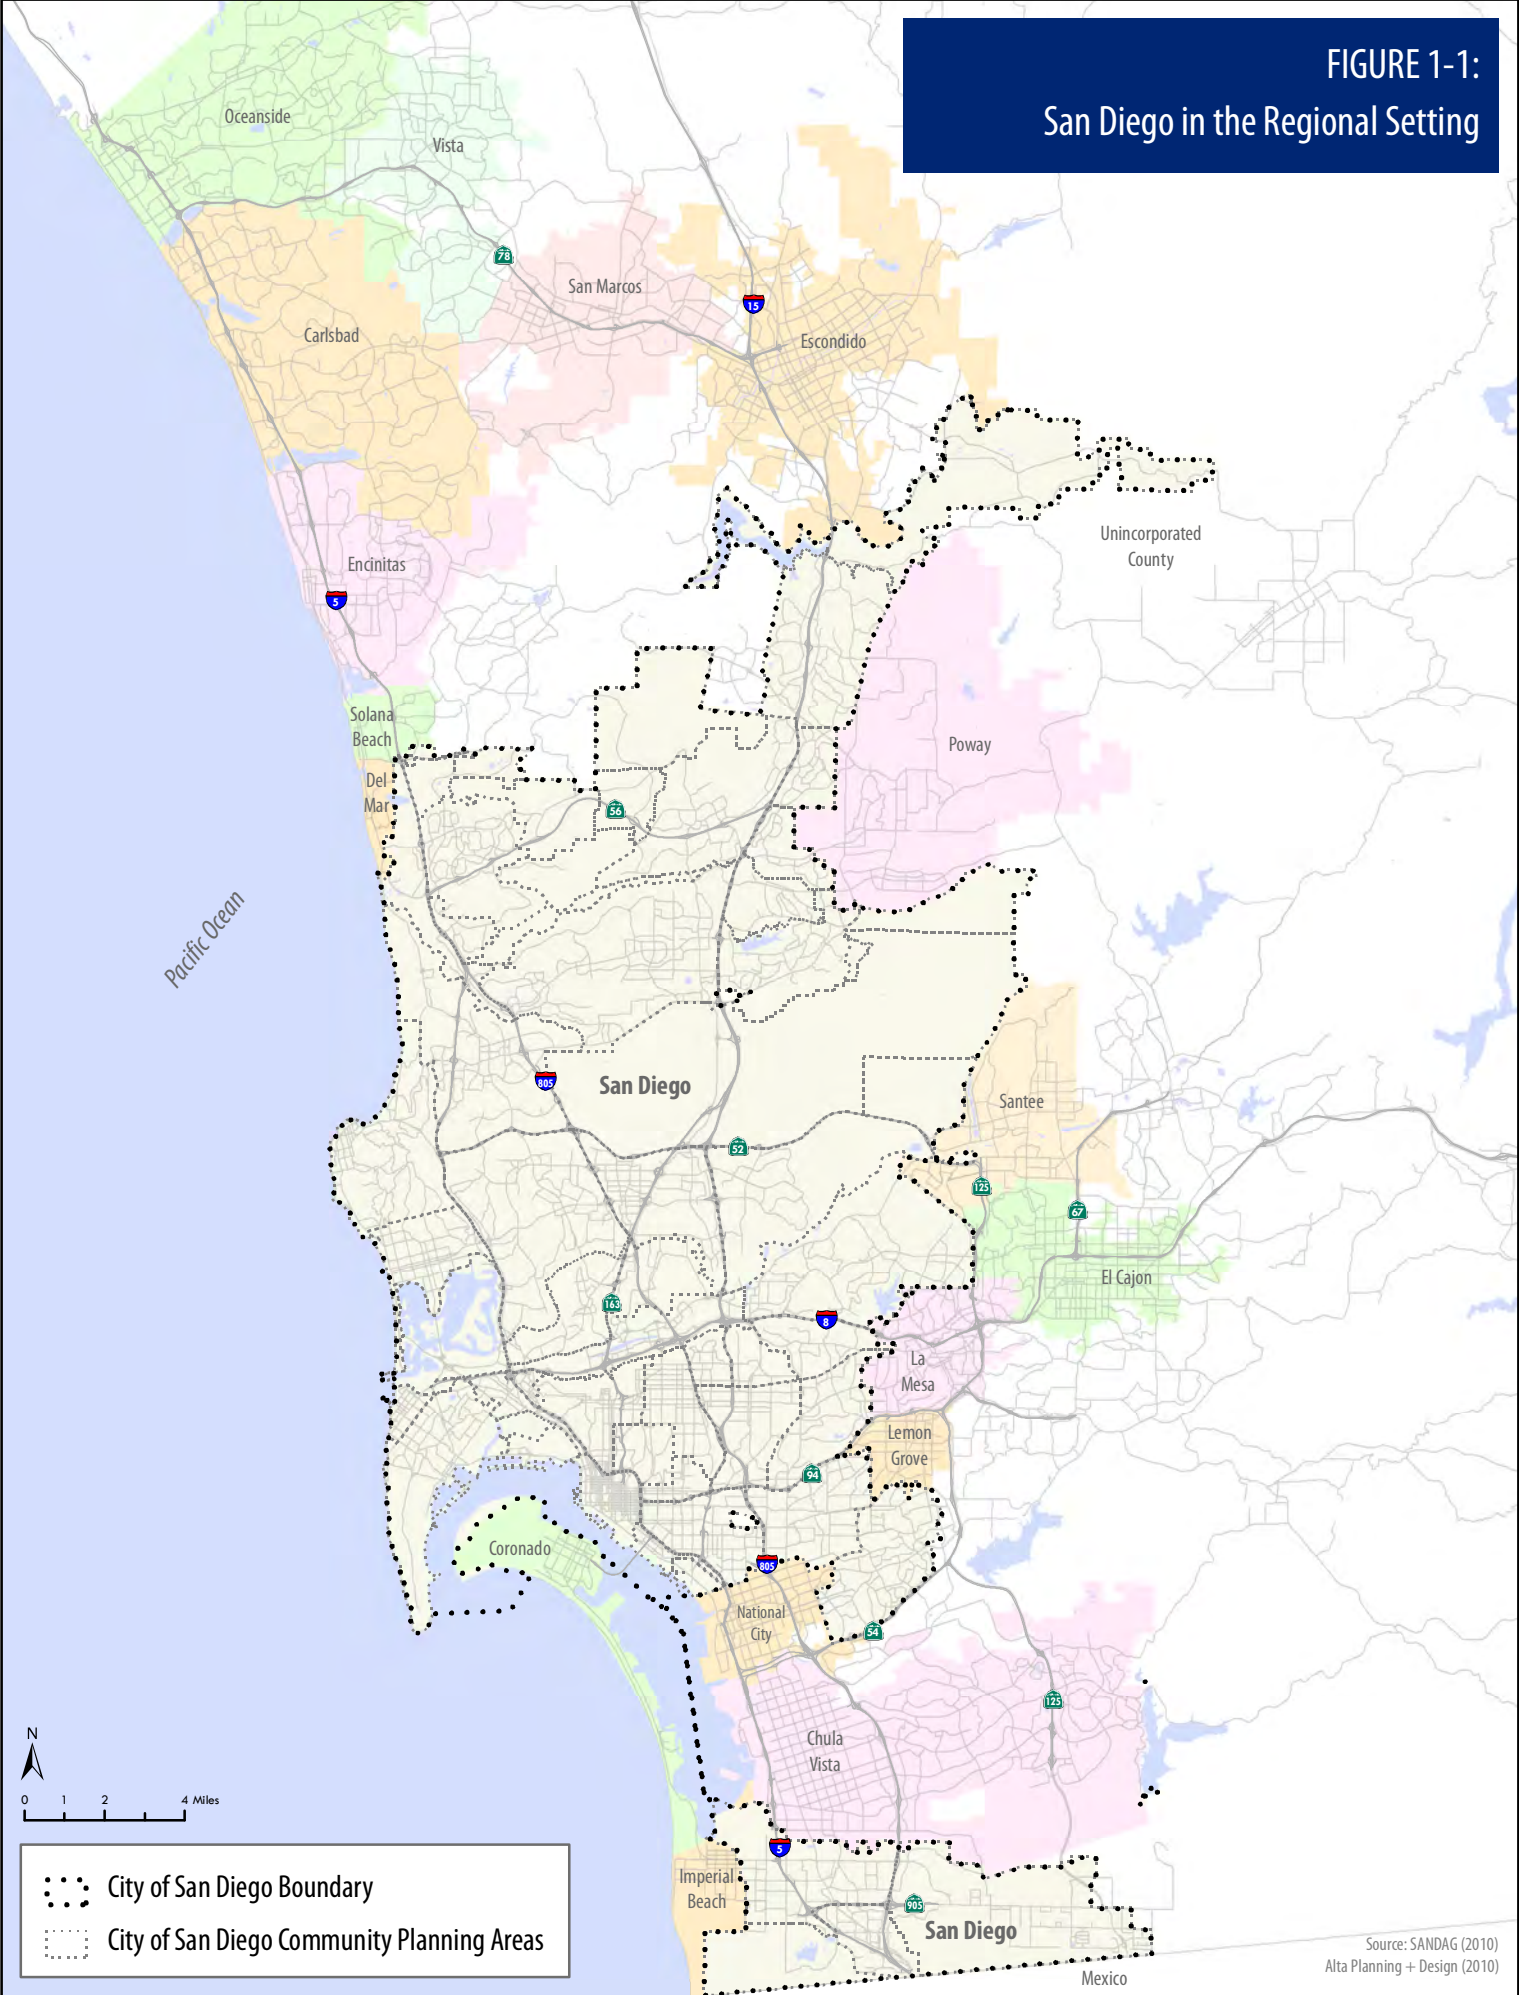 FIGURE 1-1:
San Diego in the Regional Setting
Oceanside
Vista
78
San Marcos
15
Carlsbad
Escondido
Unincorporated
County
Encinitas
5
Solana
Beach
Poway
Del
Mar
56
Pacific Ocean
805
San Diego
Santee
52
125
67
El Cajon
163
8
La
Mesa
Lemon
Grove
94
Coronado
805
National
City
54
125
Chula
Vista
N
0 1 2 4 Miles
5
Imperial
Beach
905
San Diego
City of San Diego Boundary
City of San Diego Community Planning Areas
Mexico
Source: SANDAG (2010)
Alta Planning + Design (2010)